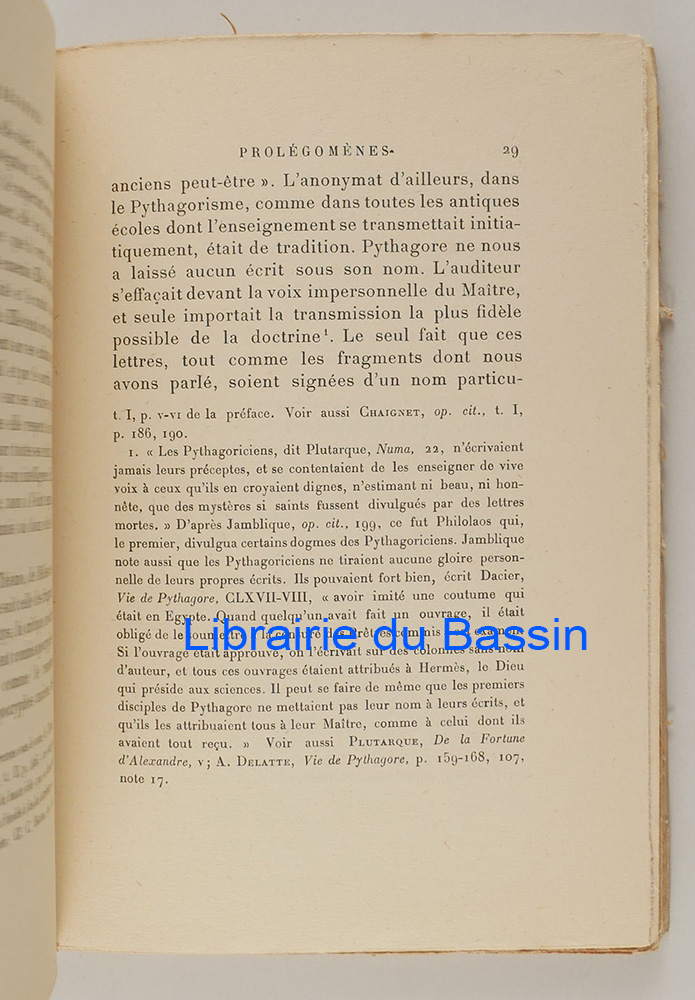 PROLÉGOMÈNES 29
anciens peut-être ». L'anonymat d'ailleurs, dans
le Pythagorisme, comme dans toutes les antiques
écoles dont l'enseignement se transmettait initia-
tiquement, était de tradition. Pythagore ne nous
a laissé aucun écrit sous son nom. L'auditeur
s'effaçait devant la voix impersonnelle du Maître,
et seule importait la transmission la plus fidèle
possible de la doctrine¹. Le seul fait que ces
lettres, tout comme les fragments dont nous
avons parlé, soient signées d'un nom particu-
t. I, p. v-vi de la préface. Voir aussi CHAIGNET, op. cit., t. I,
p. 186, 190.
1. « Les Pythagoriciens, dit Plutarque, Numa, 22, n'écrivaient
jamais leurs préceptes, et se contentaient de les enseigner de vive
voix à ceux qu'ils en croyaient dignes, n'estimant ni beau, ni hon-
nête, que des mystères si saints fussent divulgués par des lettres
mortes. » D'après Jamblique, op. cit., 199, ce fut Philolaos qui,
le premier, divulgua certains dogmes des Pythagoriciens. Jamblique
note aussi que les Pythagoriciens ne tiraient aucune gloire person-
nelle de leurs propres écrits. Ils pouvaient fort bien, écrit Dacier,
Vie de Pythagore, CLXVII-VIII, « avoir imité une coutume qui
était en Egypte. Quand quelqu'un avait fait un ouvrage, il était
obligé de le
Librairie du Bassin
Si l'ouvrage était approuvé, on l'écrivait sur des colonnes sans nom
d'auteur, et tous ces ouvrages étaient attribués à Hermès, le Dieu
qui préside aux sciences. Il peut se faire de même que les premiers
disciples de Pythagore ne mettaient pas leur nom à leurs écrits, et
qu'ils les attribuaient tous à leur Maître, comme à celui dont ils
avaient tout reçu. » Voir aussi PLUTARQUE, De la Fortune
d'Alexandre, v ; A. DELATTE, Vie de Pythagore, p. 159-168, 107,
note 17.